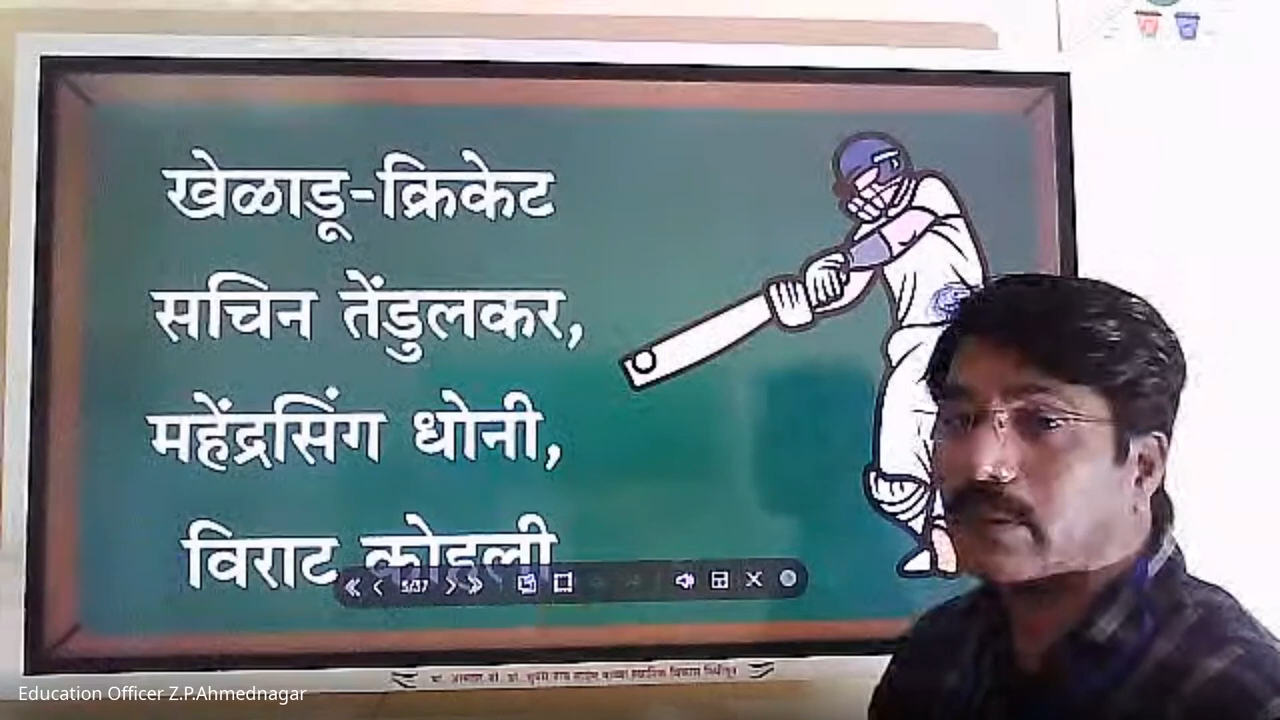 खेळाडू-क्रिकेट
सचिन तेंडुलकर,
महेंद्रसिंग धोनी,
विराट कोहली
5/37
Education Officer Z.P.Ahmednagar